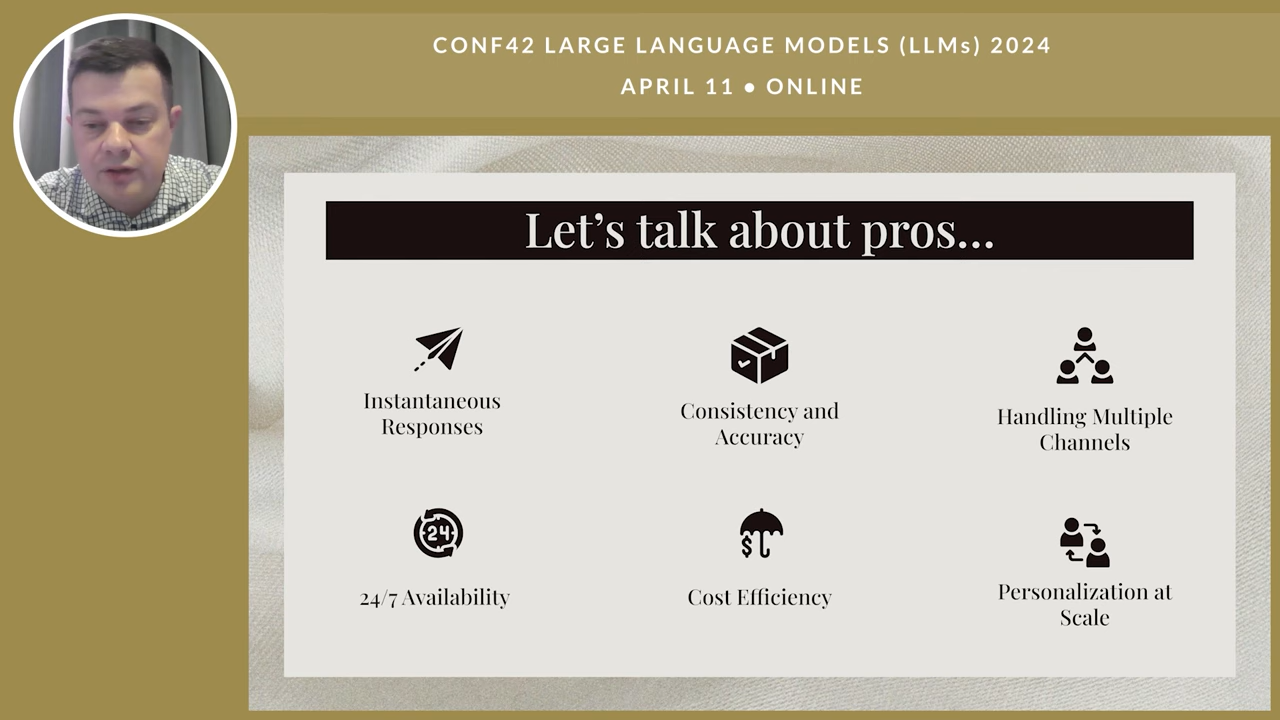 CONF42 LARGE LANGUAGE MODELS (LLMs) 2024
APRIL 11 ● ONLINE
Let’s talk about pros...
Instantaneous
Responses
Consistency and
Accuracy
Handling Multiple
Channels
24
24/7 Availability
$
Cost Efficiency
Personalization at
Scale